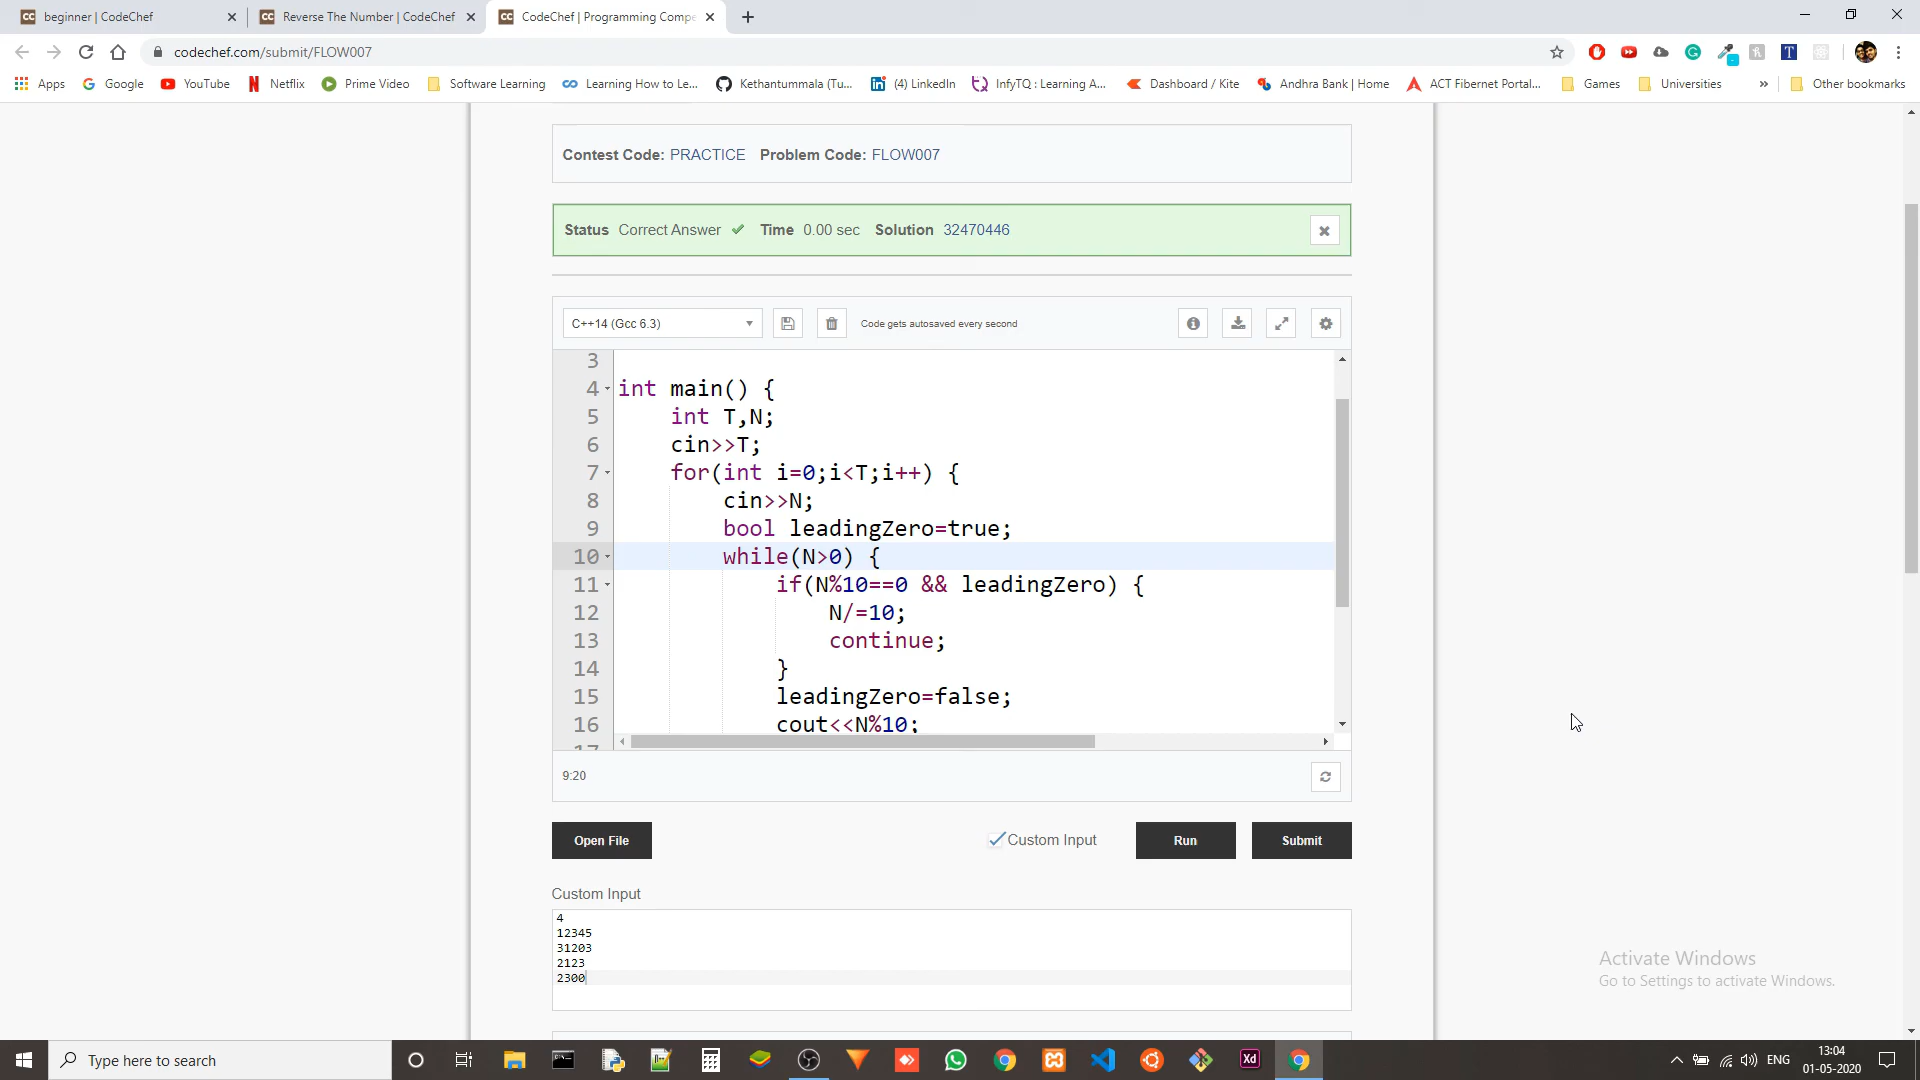 beginner | CodeChef
Reverse The Number | CodeChef
CodeChef | Programming Compe
codechef.com/submit/FLOW007
Apps Google YouTube Netflix Prime Video Software Learning Learning How to Le... Kethantummala (Tu... (4) LinkedIn InfyTQ : Learning A... Dashboard / Kite Andhra Bank | Home ACT Fibernet Portal... Games Universities » Other bookmarks
Contest Code: PRACTICE Problem Code: FLOW007
Status Correct Answer Time 0.00 sec Solution 32470446
C++14 (Gcc 6.3) Code gets autosaved every second
3
4 int main() {
5 int T,N;
6 cin>>T;
7 for(int i=0;i<T;i++) {
8 cin>>N;
9 bool leadingZero=true;
10 while(N>0) {
11 if(N%10==0 && leadingZero) {
12 N/=10;
13 continue;
14 }
15 leadingZero=false;
16 cout<<N%10;
17
9:20
Open File Custom Input Run Submit
Custom Input
4
12345
31203
2123
2300
Activate Windows
Go to Settings to activate Windows.
Type here to search
Xd
ENG
13:04
01-05-2020